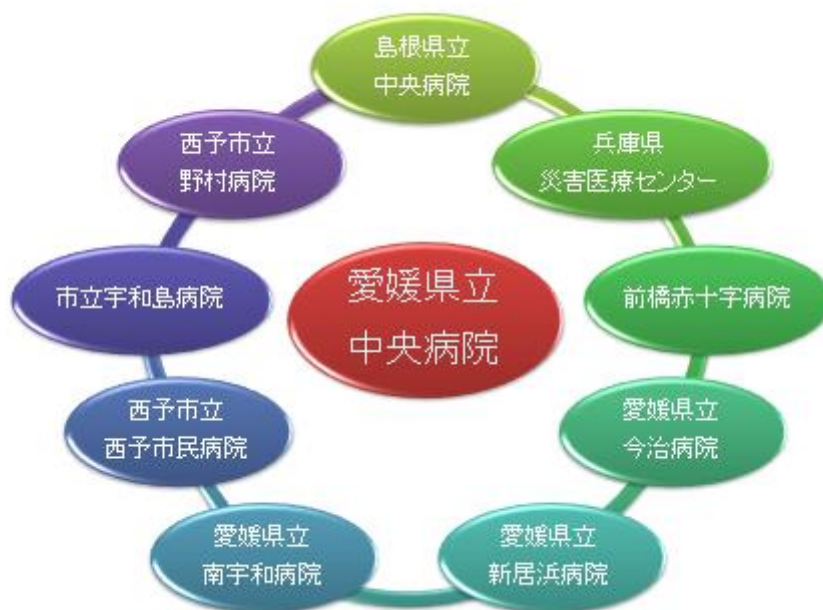 島根県立
中央病院
兵庫県
災害医療センター
前橋赤十字病院
愛媛県立
今治病院
愛媛県立
新居浜病院
愛媛県立
南宇和病院
西予市立
西予市民病院
市立宇和島病院
西予市立
野村病院
愛媛県立
中央病院